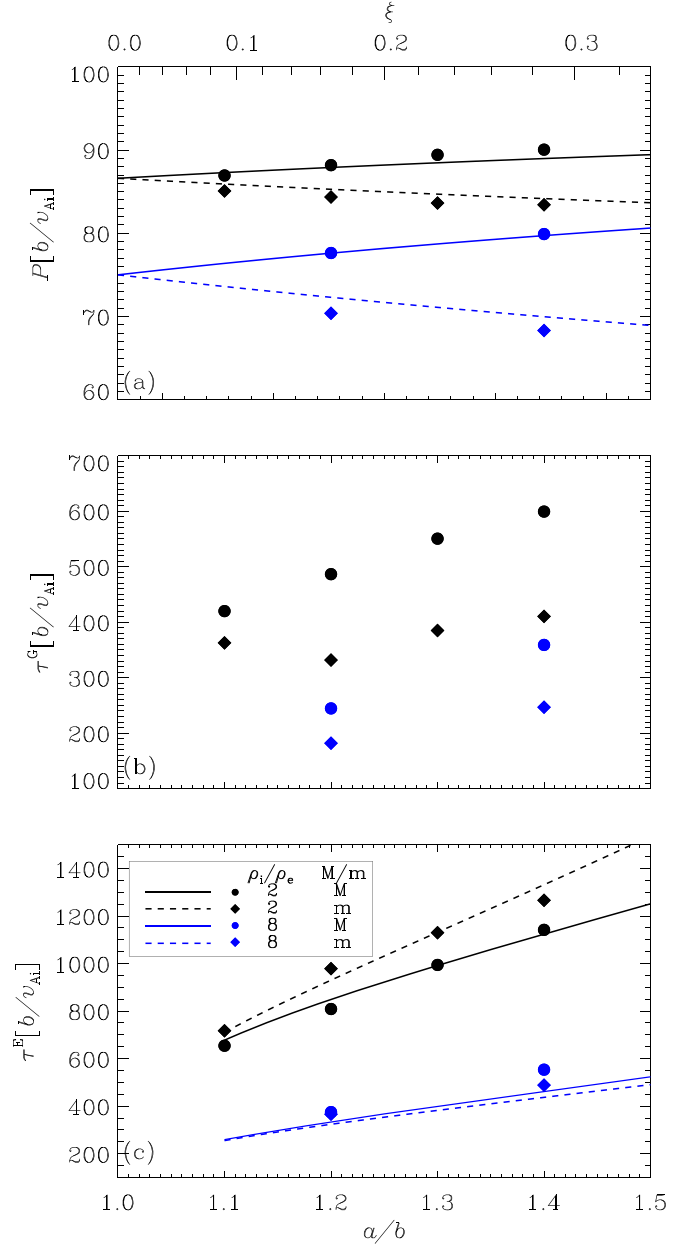 ξ
0.0 0.1 0.2 0.3
100
90
80
70
60
P[b/v_Ai]
(a)
700
600
500
400
300
200
100
τ^G[b/v_Ai]
(b)
1400
1200
1000
800
600
400
200
τ^E[b/v_Ai]
ρ_i/ρ_e M/m
2 M
2 m
8 M
8 m
(c)
1.0 1.1 1.2 1.3 1.4 1.5
a/b